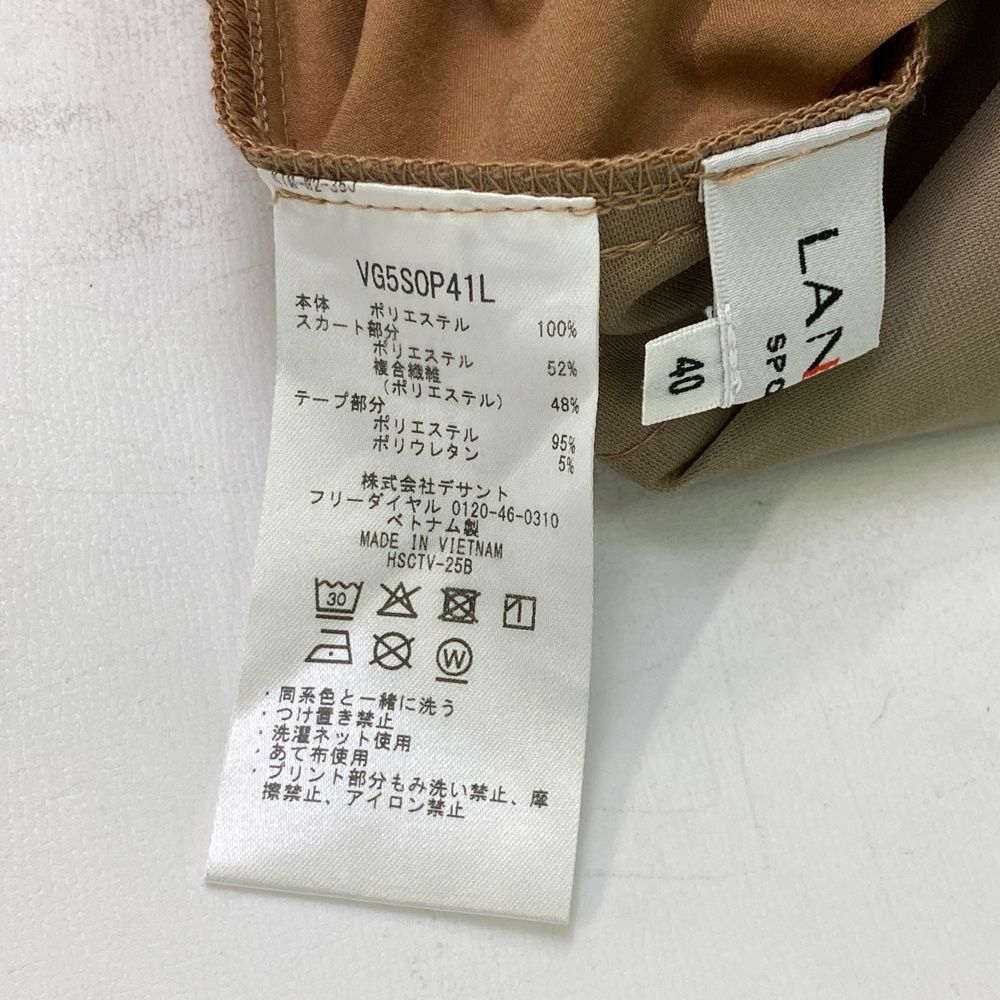 VG5SOP41L
本体 ポリエステル 100%
スカート部分
ポリエステル 52%
複合繊維
(ポリエステル) 48%
テープ部分
ポリエステル 95%
ポリウレタン 5%
株式会社デサント
フリーダイヤル 0120-46-0310
ベトナム製
MADE IN VIETNAM
HSCTV-25B
30
W
・同系色と一緒に洗う
・つけ置き禁止
・洗濯ネット使用
・あて布使用
・プリント部分もみ洗い禁止、摩
擦禁止、アイロン禁止
LAN
SPO
40